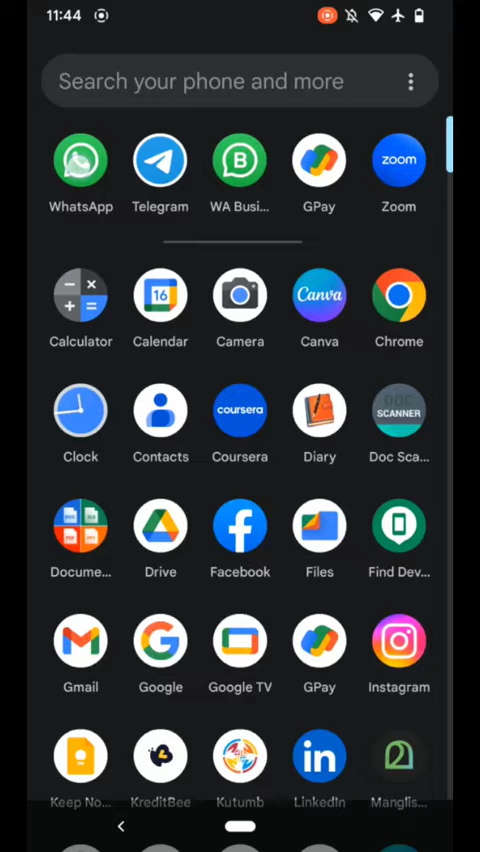 11:44
Search your phone and more
zoom
WhatsApp Telegram WA Busi... GPay Zoom
16 Canva
Calculator Calendar Camera Canva Chrome
coursera DOC SCANNER
Clock Contacts Coursera Diary Doc Sca...
Docume... Drive Facebook Files Find Dev...
Gmail Google Google TV GPay Instagram
in
Keep No... KreditBee Kutumb LinkedIn Manglis...